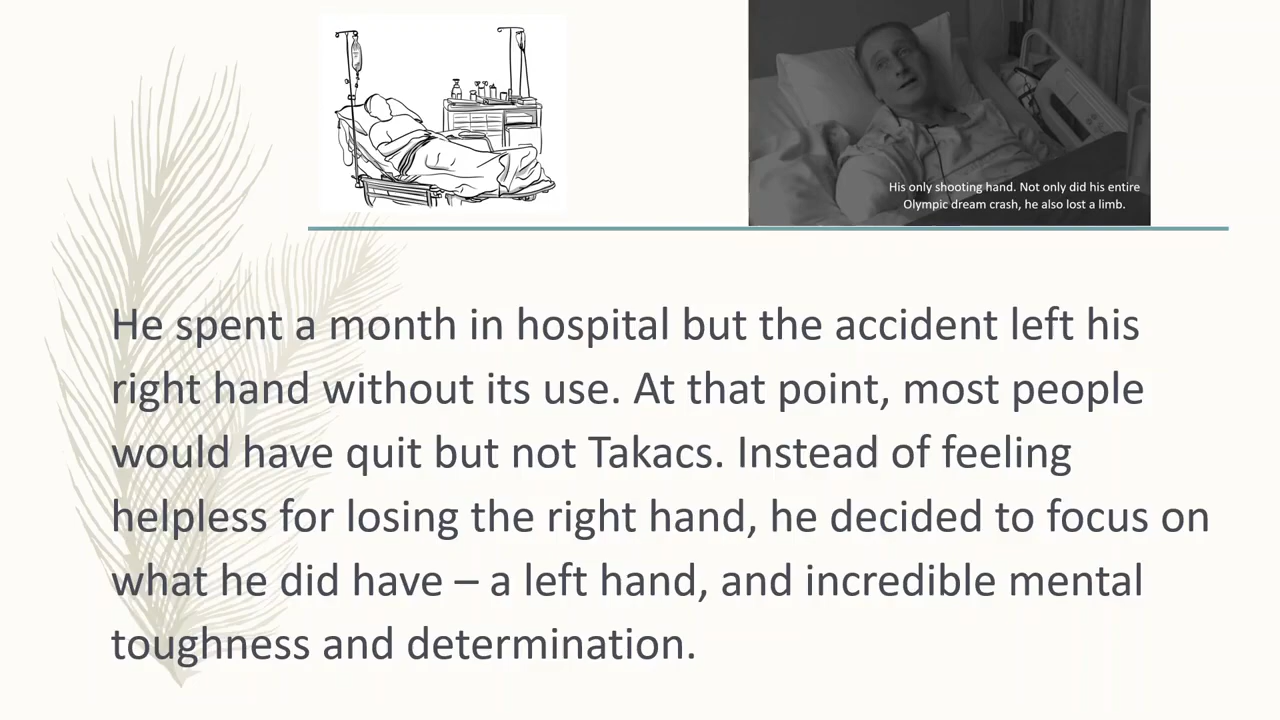 His only shooting hand. Not only did his entire
Olympic dream crash, he also lost a limb.
He spent a month in hospital but the accident left his
right hand without its use. At that point, most people
would have quit but not Takacs. Instead of feeling
helpless for losing the right hand, he decided to focus on
what he did have – a left hand, and incredible mental
toughness and determination.